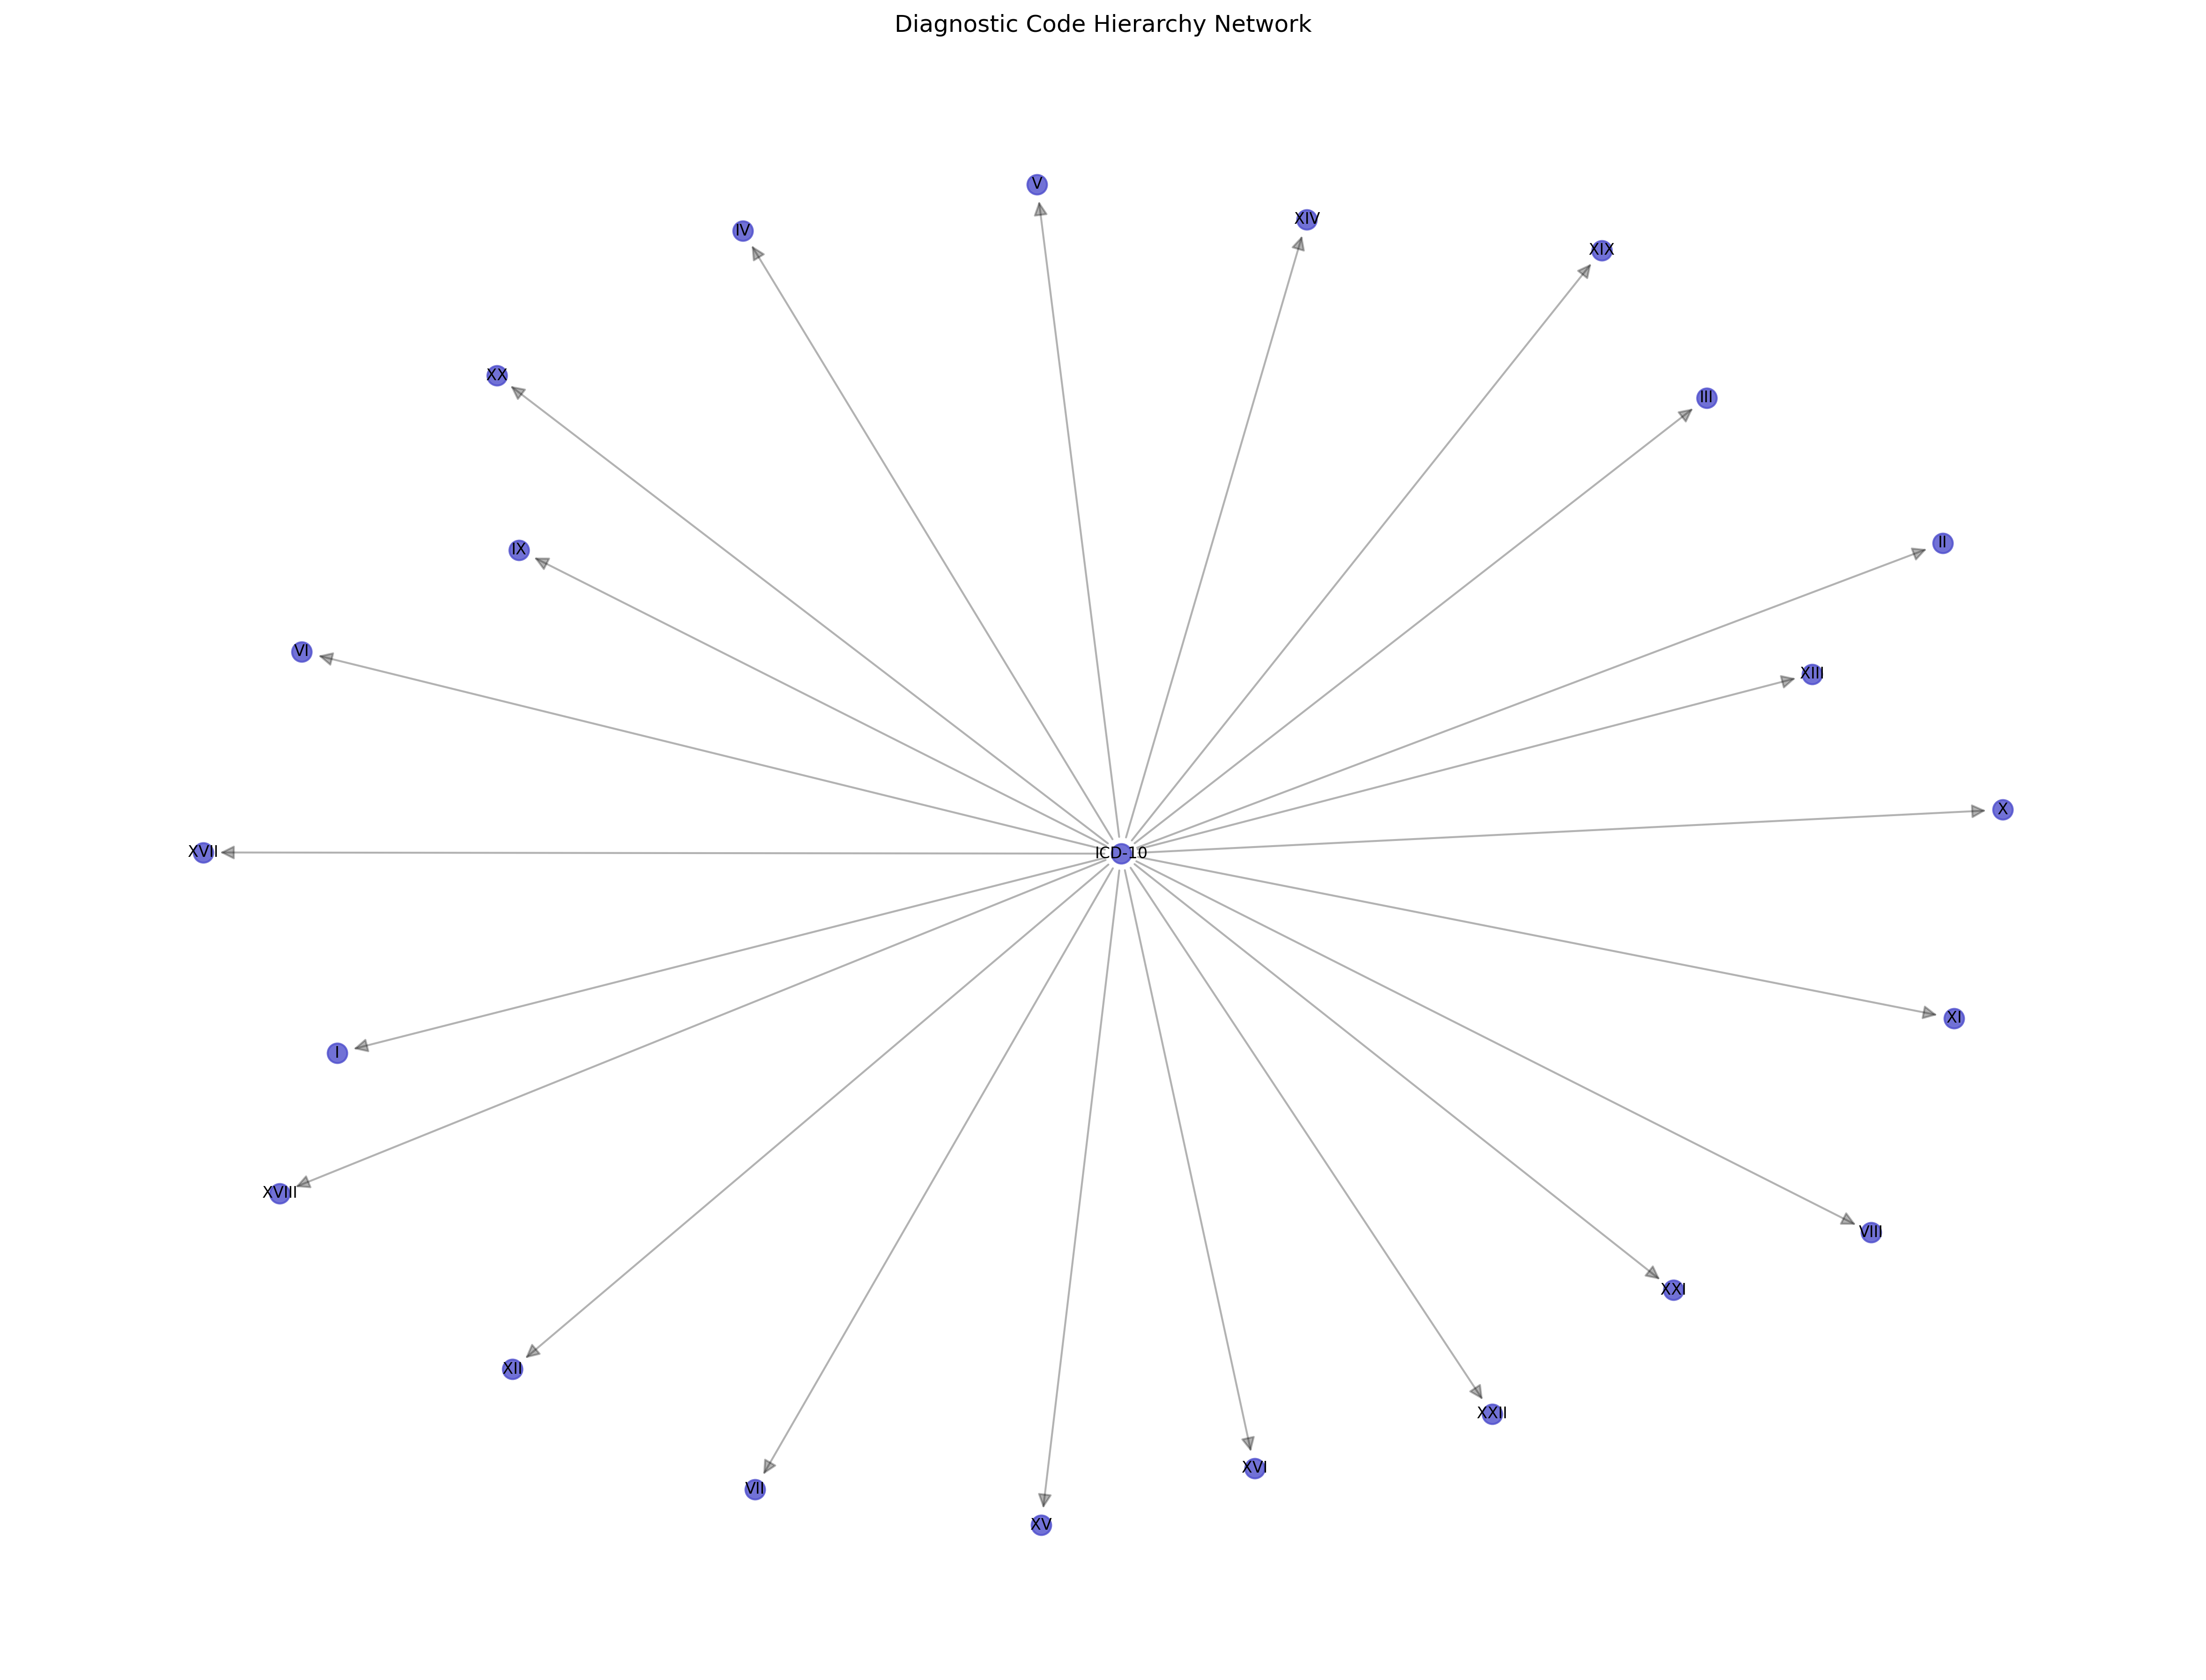 Diagnostic Code Hierarchy Network
V
XIV
IV
XIX
XX
III
II
IX
VI
XIII
X
XVII
ICD-10
XI
I
XVIII
VIII
XXI
XII
XXII
XVI
VII
XV